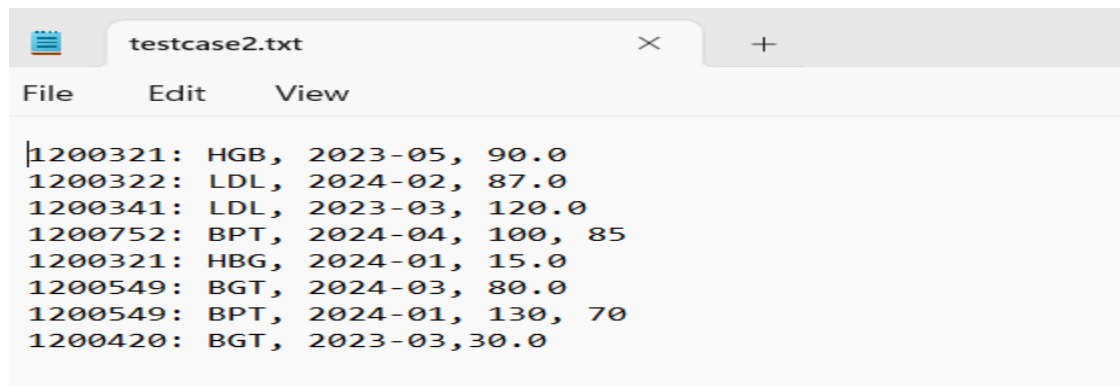 testcase2.txt
File Edit View
1200321: HGB, 2023-05, 90.0
1200322: LDL, 2024-02, 87.0
1200341: LDL, 2023-03, 120.0
1200752: BPT, 2024-04, 100, 85
1200321: HBG, 2024-01, 15.0
1200549: BGT, 2024-03, 80.0
1200549: BPT, 2024-01, 130, 70
1200420: BGT, 2023-03,30.0